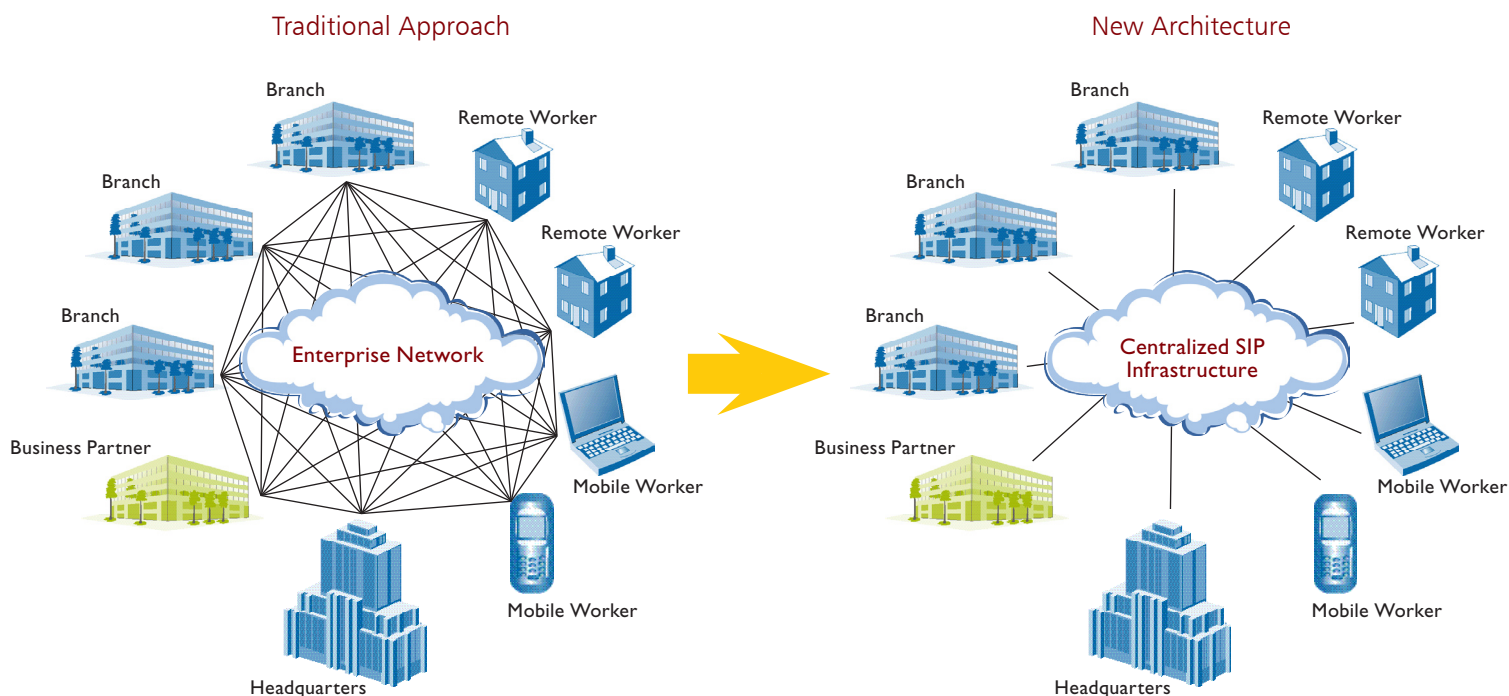 Traditional Approach
Branch
Remote Worker
Branch
Remote Worker
Branch
Enterprise Network
Business Partner
Mobile Worker
Mobile Worker
Headquarters
New Architecture
Branch
Remote Worker
Branch
Remote Worker
Branch
Centralized SIP
Infrastructure
Business Partner
Mobile Worker
Mobile Worker
Headquarters